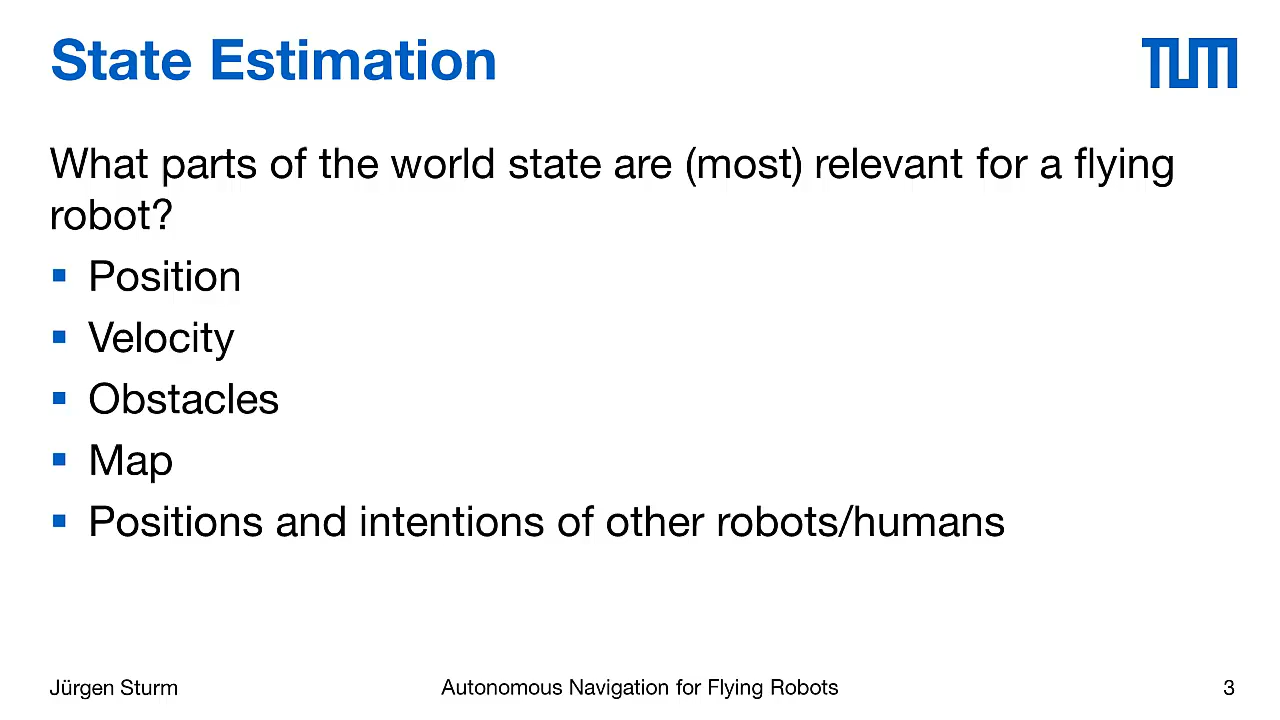 State Estimation
TUM
What parts of the world state are (most) relevant for a flying
robot?
▪ Position
▪ Velocity
▪ Obstacles
▪ Map
▪ Positions and intentions of other robots/humans
Jürgen Sturm
Autonomous Navigation for Flying Robots
3